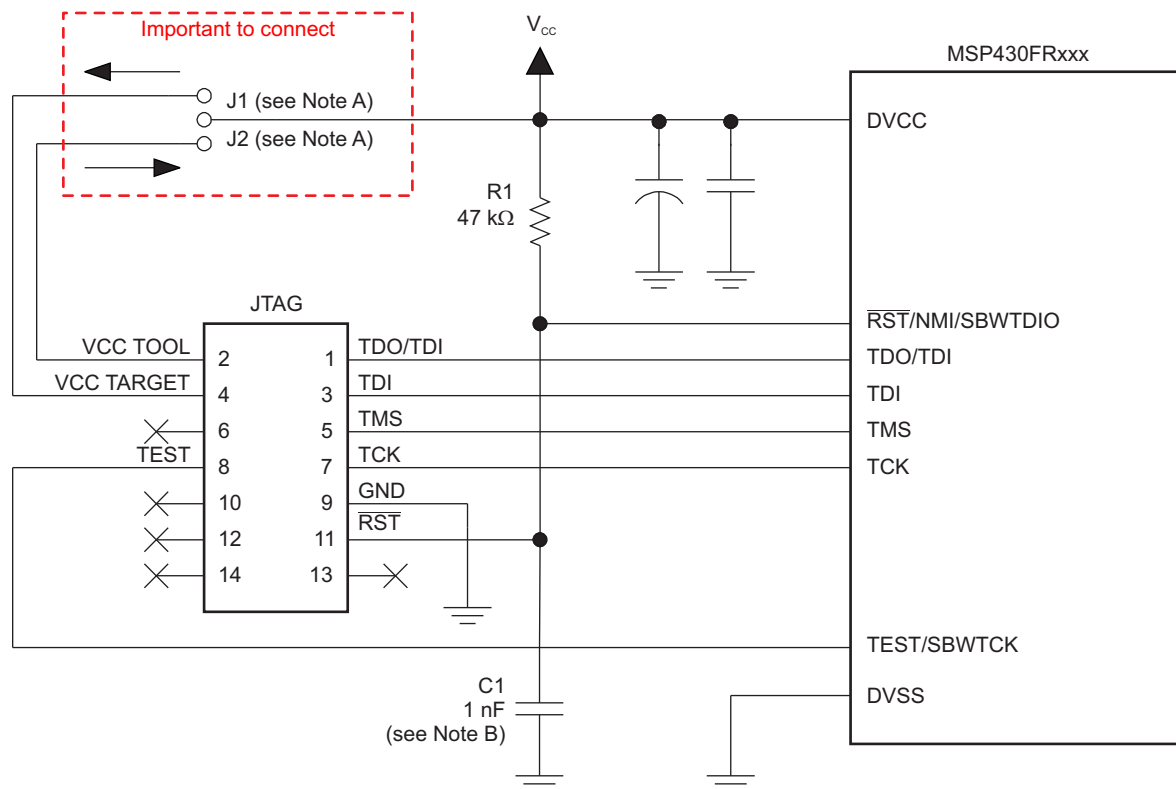 Important to connect
J1 (see Note A)
J2 (see Note A)
VCC
MSP430FRxxx
DVCC
R1
47 kΩ
JTAG
RST/NMI/SBWTDIO
VCC TOOL 2 1 TDO/TDI TDO/TDI
VCC TARGET 4 3 TDI TDI
6 5 TMS TMS
TEST 8 7 TCK TCK
10 9 GND
12 11 RST
14 13
TEST/SBWTCK
C1
1 nF
(see Note B)
DVSS